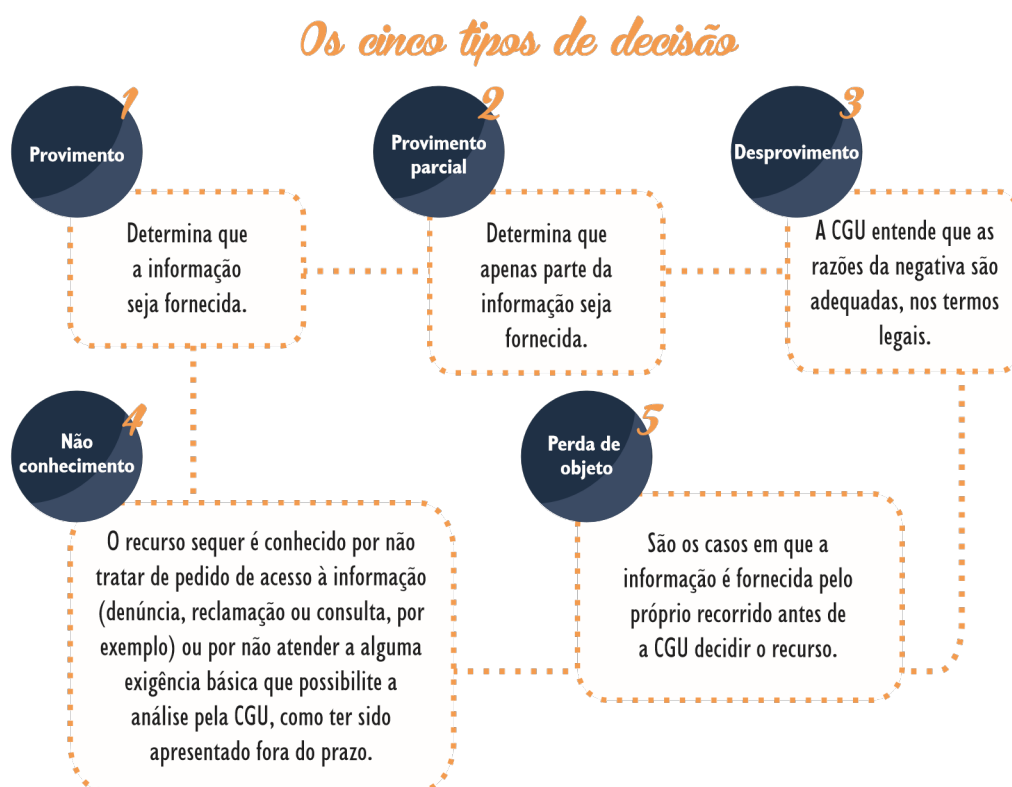 Os cinco tipos de decisão
1
Provimento
Determina que
a informação
seja fornecida.
2
Provimento
parcial
Determina que
apenas parte da
informação seja
fornecida.
3
Desprovimento
A CGU entende que as
razões da negativa são
adequadas, nos termos
legais.
4
Não
conhecimento
O recurso sequer é conhecido por não
tratar de pedido de acesso à informação
(denúncia, reclamação ou consulta, por
exemplo) ou por não atender a alguma
exigência básica que possibilite a
análise pela CGU, como ter sido
apresentado fora do prazo.
5
Perda de
objeto
São os casos em que a
informação é fornecida pelo
próprio recorrido antes de
a CGU decidir o recurso.